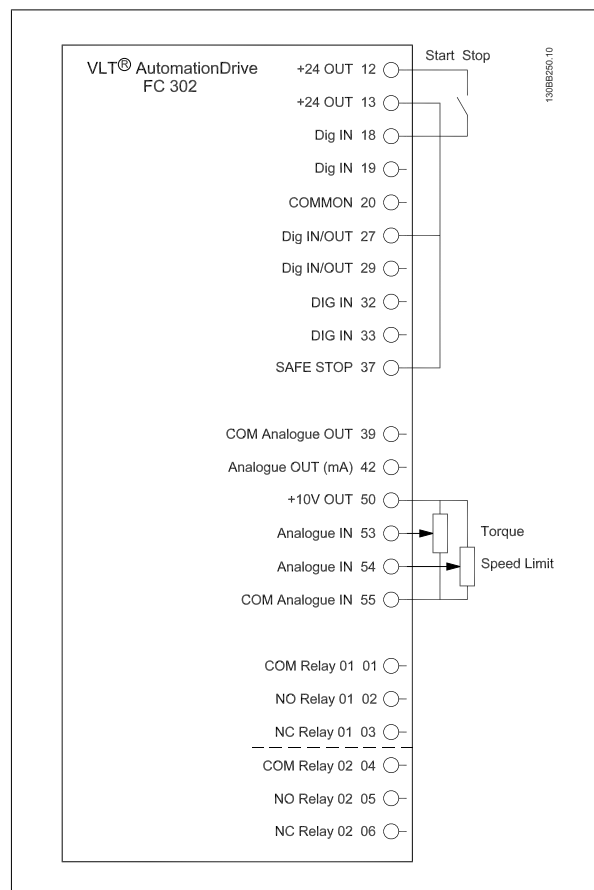 VLT® AutomationDrive
FC 302
+24 OUT 12
Start Stop
130BB250.10
+24 OUT 13
Dig IN 18
Dig IN 19
COMMON 20
Dig IN/OUT 27
Dig IN/OUT 29
DIG IN 32
DIG IN 33
SAFE STOP 37
COM Analogue OUT 39
Analogue OUT (mA) 42
+10V OUT 50
Analogue IN 53
Torque
Analogue IN 54
Speed Limit
COM Analogue IN 55
COM Relay 01 01
NO Relay 01 02
NC Relay 01 03
COM Relay 02 04
NO Relay 02 05
NC Relay 02 06